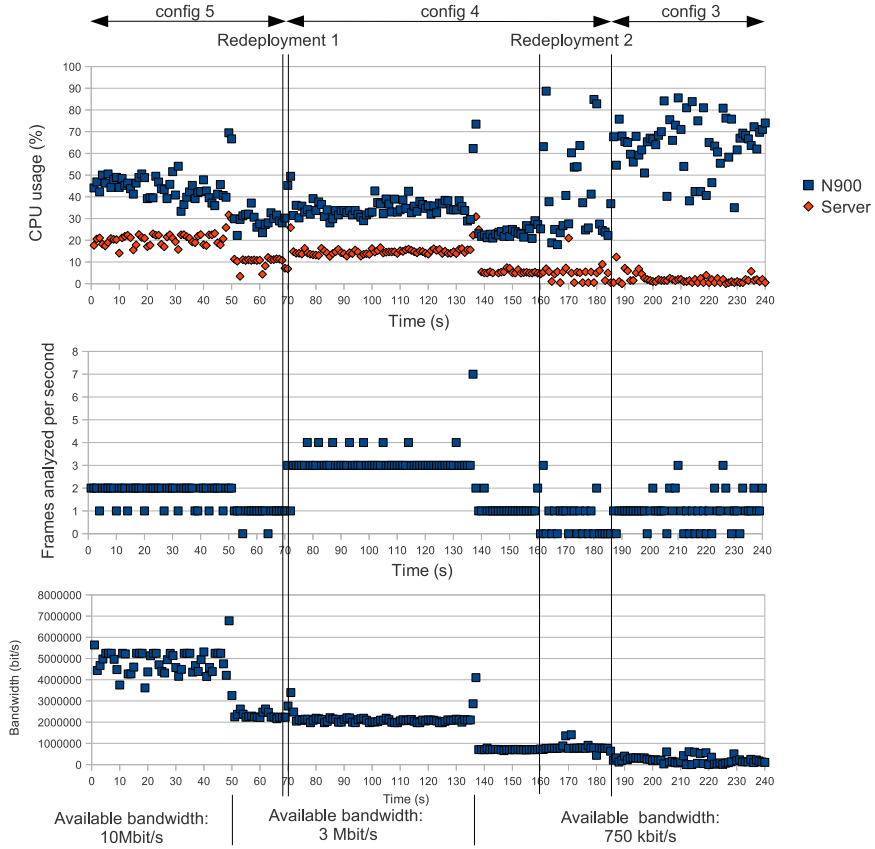 config 5
config 4
config 3
Redeployment 1
Redeployment 2
CPU usage (%)
100
90
80
70
60
50
40
30
20
10
0
0 10 20 30 40 50 60 70 80 90 100 110 120 130 140 150 160 170 180 190 200 210 220 230 240
Time (s)
N900
Server
Frames analyzed per second
8
7
6
5
4
3
2
1
0
0 10 20 30 40 50 60 70 80 90 100 110 120 130 140 150 160 170 180 190 200 210 220 230 240
Time (s)
Bandwidth (bit/s)
8000000
7000000
6000000
5000000
4000000
3000000
2000000
1000000
0
0 10 20 30 40 50 60 70 80 90 100 110 120 130 140 150 160 170 180 190 200 210 220 230 240
Time (s)
Available bandwidth:
10Mbit/s
Available bandwidth:
3 Mbit/s
Available bandwidth:
750 kbit/s